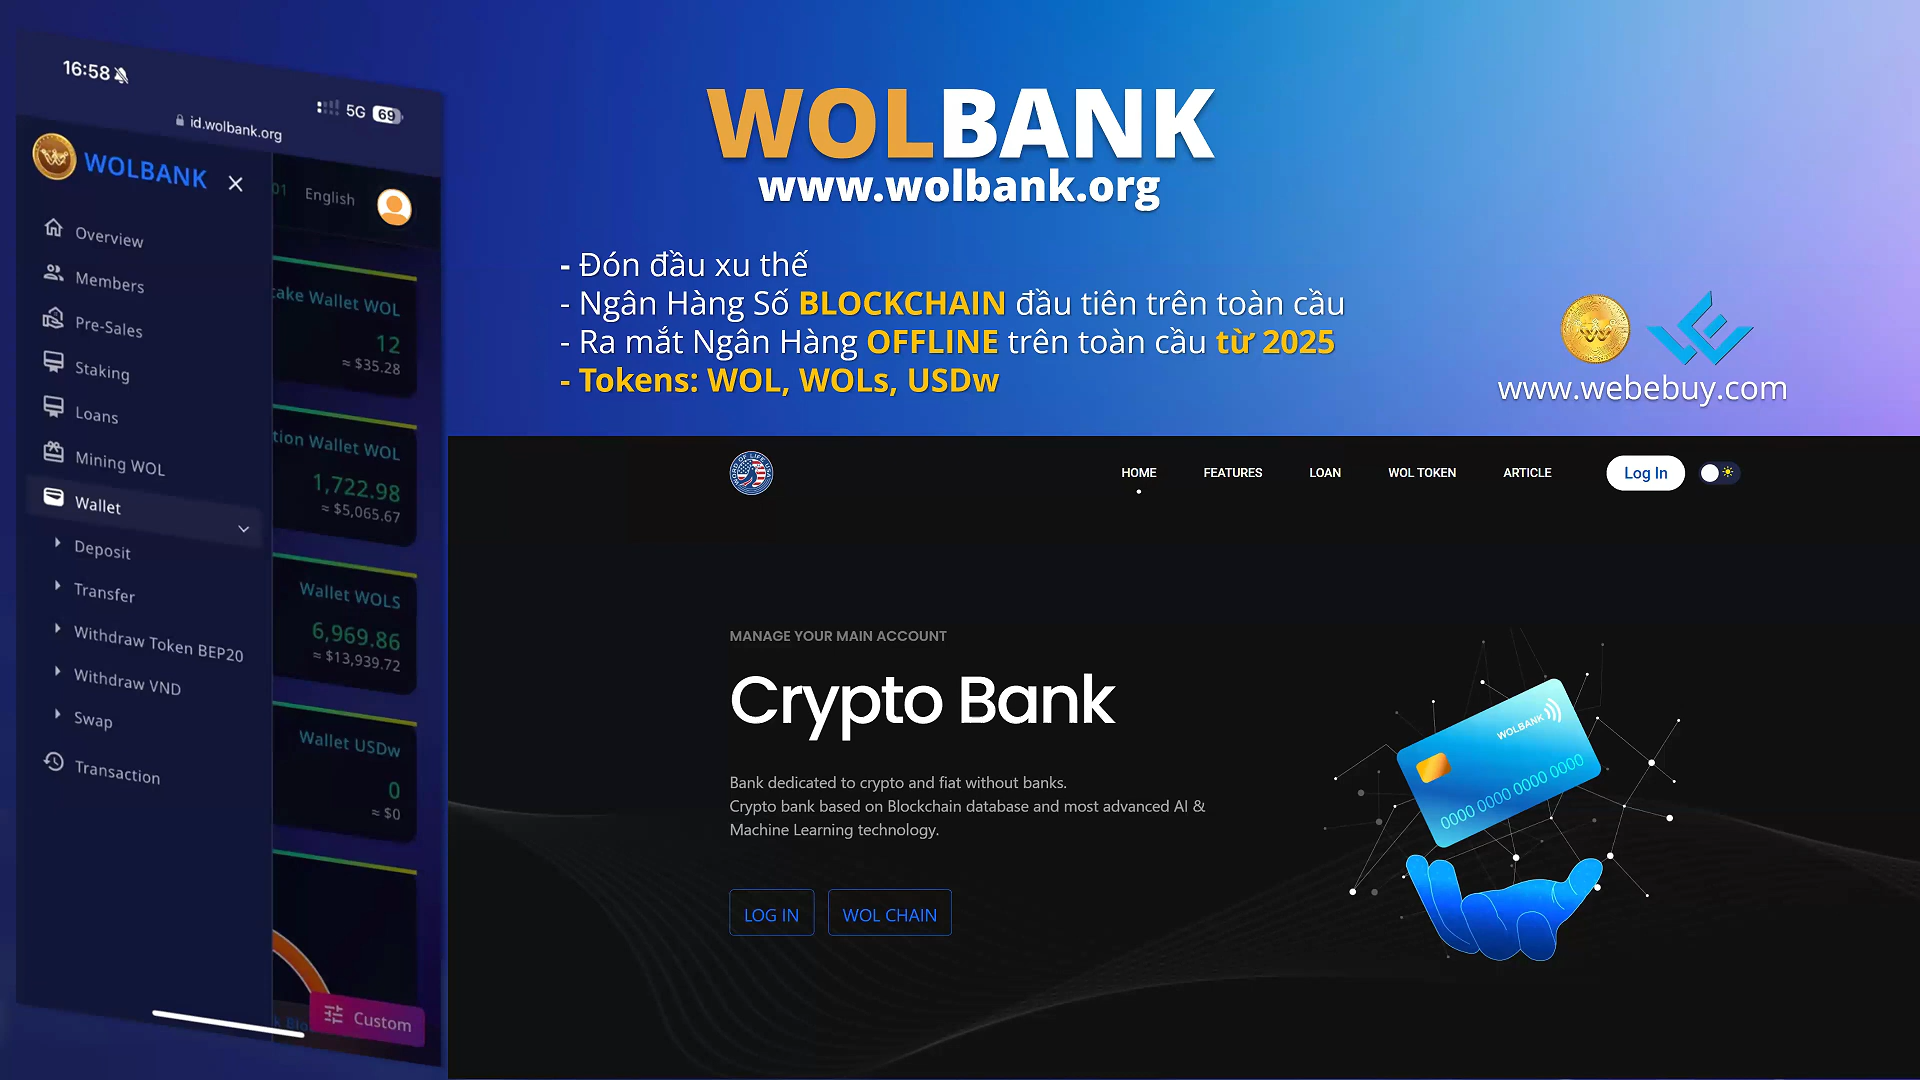 16:58
5G 69
id.wolbank.org
WOLBANK
01 English
Overview
Members
Pre-Sales
Staking
Loans
Mining WOL
Wallet
Deposit
Transfer
Withdraw Token BEP20
Withdraw VND
Swap
Transaction
take Wallet WOL
12
≈ $35.28
tion Wallet WOL
1,722.98
≈ $5,065.67
Wallet WOLS
6,969.86
≈ $13,939.72
Wallet USDw
0
≈ $0
Custom
WOLBANK
www.wolbank.org
- Đón đầu xu thế
- Ngân Hàng Số BLOCKCHAIN đầu tiên trên toàn cầu
- Ra mắt Ngân Hàng OFFLINE trên toàn cầu từ 2025
- Tokens: WOL, WOLs, USDw
www.webebuy.com
WORD OF LIFE USA
HOME FEATURES LOAN WOL TOKEN ARTICLE Log In
MANAGE YOUR MAIN ACCOUNT
Crypto Bank
Bank dedicated to crypto and fiat without banks.
Crypto bank based on Blockchain database and most advanced AI &
Machine Learning technology.
LOG IN WOL CHAIN
WOLBANK
0000 0000 0000 0000